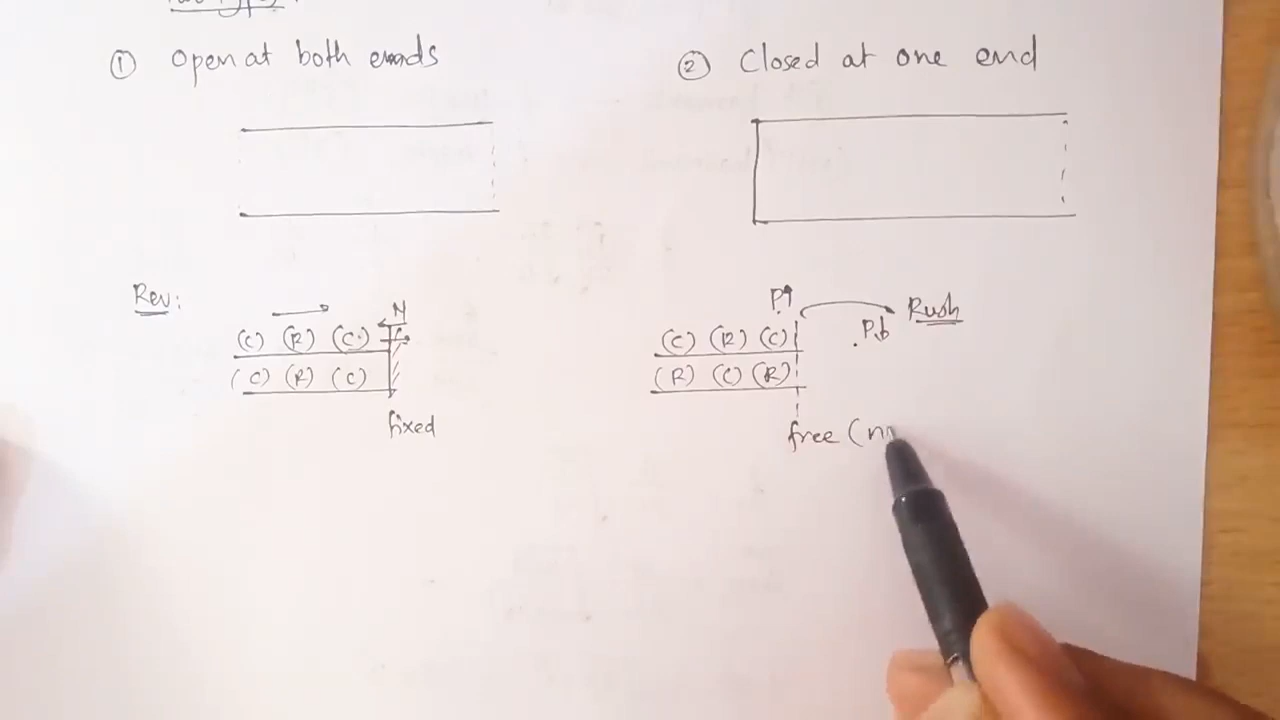 ① Open at both ends
② Closed at one end
Rev:
N
(C) (R) (C)
(C) (R) (C)
fixed
P↑
Rush
P↓
(C) (R) (C)
(R) (C) (R)
free (n